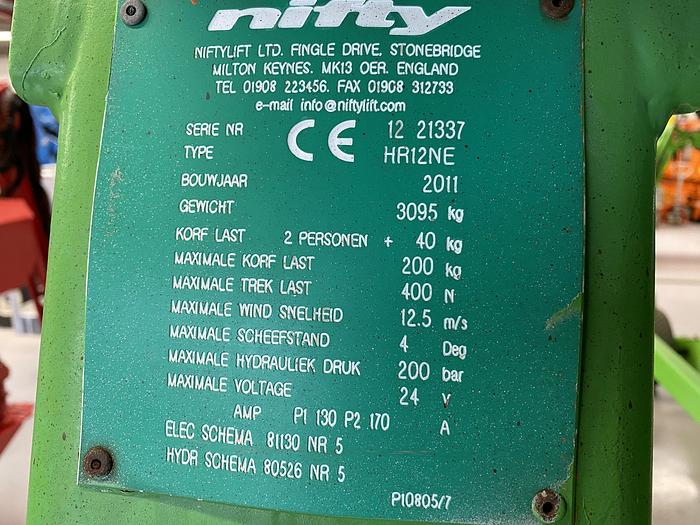 nifty
NIFTYLIFT LTD. FINGLE DRIVE. STONEBRIDGE
MILTON KEYNES. MK13 OER. ENGLAND
TEL 01908 223456. FAX 01908 312733
e-mail info@niftylift.com
CE
SERIE NR 12 21337
TYPE HR12NE
BOUWJAAR 2011
GEWICHT 3095 kg
KORF LAST 2 PERSONEN + 40 kg
MAXIMALE KORF LAST 200 kg
MAXIMALE TREK LAST 400 N
MAXIMALE WIND SNELHEID 12.5 m/s
MAXIMALE SCHEEFSTAND 4 Deg
MAXIMALE HYDRAULIEK DRUK 200 bar
MAXIMALE VOLTAGE 24 V
AMP P1 130 P2 170 A
ELEC SCHEMA 81130 NR 5
HYDR SCHEMA 80526 NR 5
P10805/7